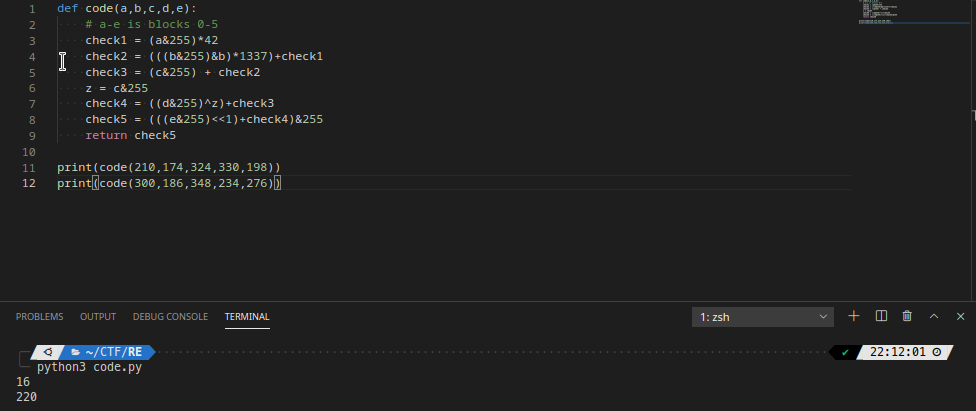 1 def code(a,b,c,d,e):
2     # a-e is blocks 0-5
3     check1 = (a&255)*42
4     check2 = (((b&255)&b)*1337)+check1
5     check3 = (c&255) + check2
6     z = c&255
7     check4 = ((d&255)^z)+check3
8     check5 = (((e&255)<<1)+check4)&255
9     return check5
10
11 print(code(210,174,324,330,198))
12 print(code(300,186,348,234,276))
PROBLEMS OUTPUT DEBUG CONSOLE TERMINAL 1: zsh
~/CTF/RE ✔ 22:12:01
python3 code.py
16
220